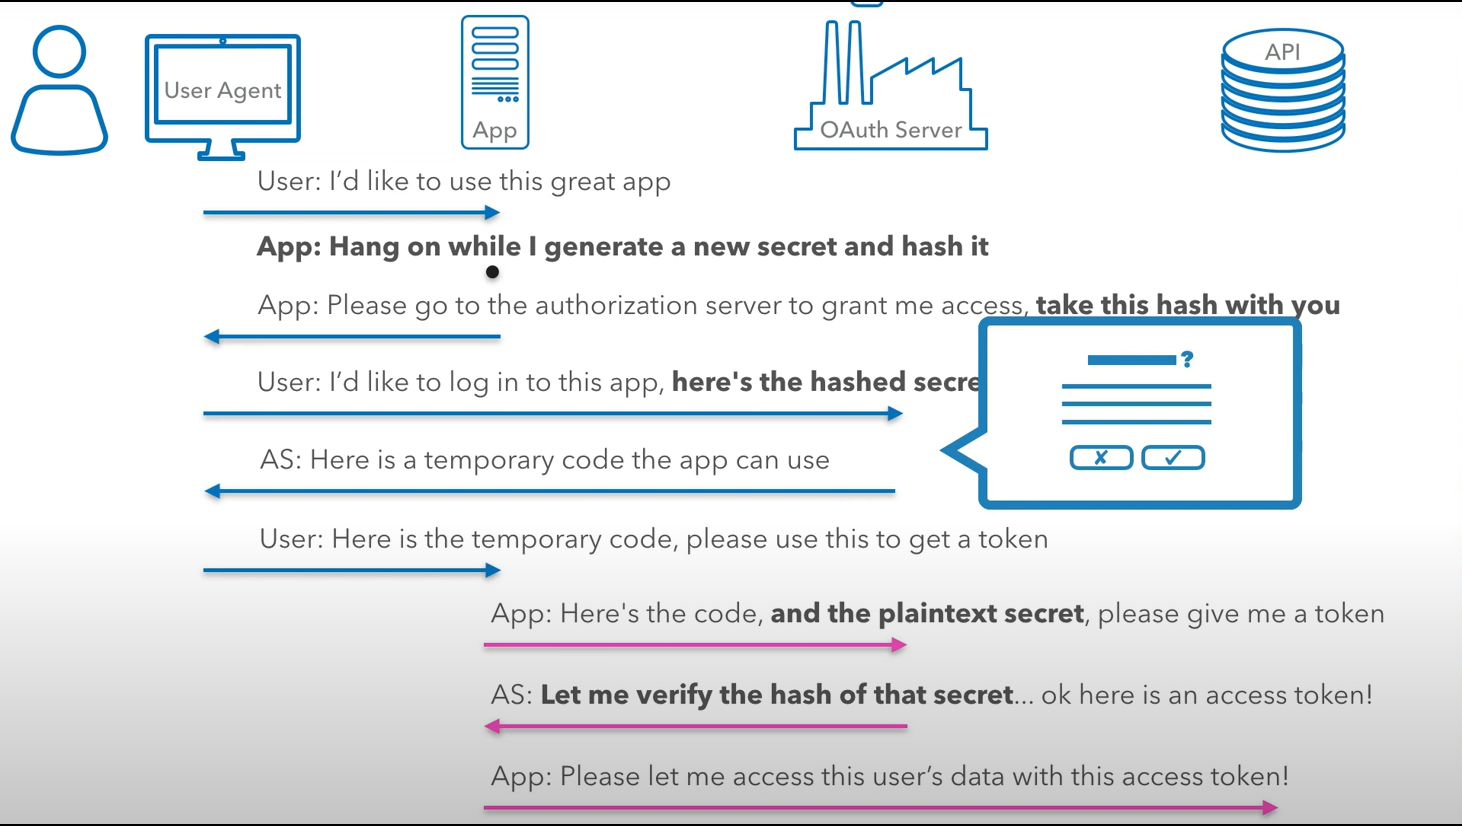 User Agent
App
OAuth Server
API
User: I’d like to use this great app
App: Hang on while I generate a new secret and hash it
App: Please go to the authorization server to grant me access, take this hash with you
User: I’d like to log in to this app, here's the hashed secre
?
✘ ✓
AS: Here is a temporary code the app can use
User: Here is the temporary code, please use this to get a token
App: Here's the code, and the plaintext secret, please give me a token
AS: Let me verify the hash of that secret... ok here is an access token!
App: Please let me access this user’s data with this access token!